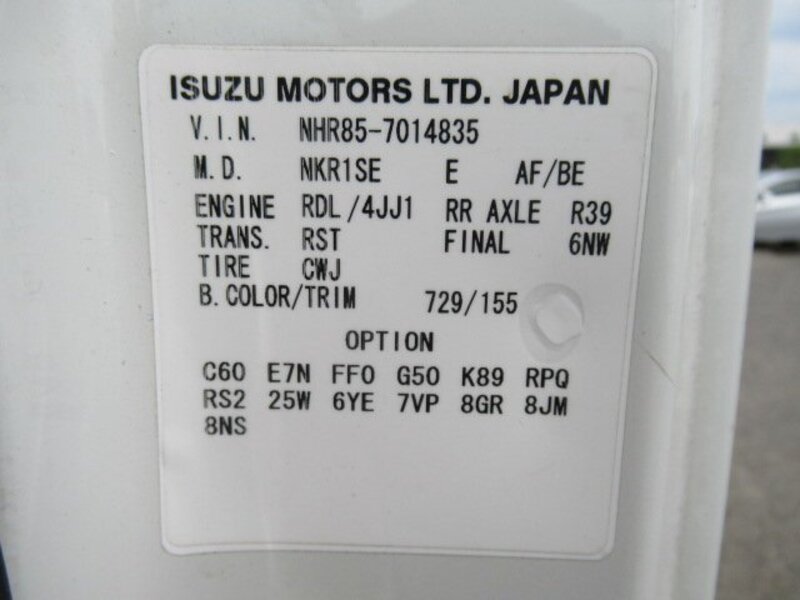 ISUZU MOTORS LTD. JAPAN
V.I.N. NHR85-7014835
M.D. NKR1SE E AF/BE
ENGINE RDL/4JJ1 RR AXLE R39
TRANS. RST FINAL 6NW
TIRE CWJ
B.COLOR/TRIM 729/155
OPTION
C60 E7N FF0 G50 K89 RPQ
RS2 25W 6YE 7VP 8GR 8JM
8NS